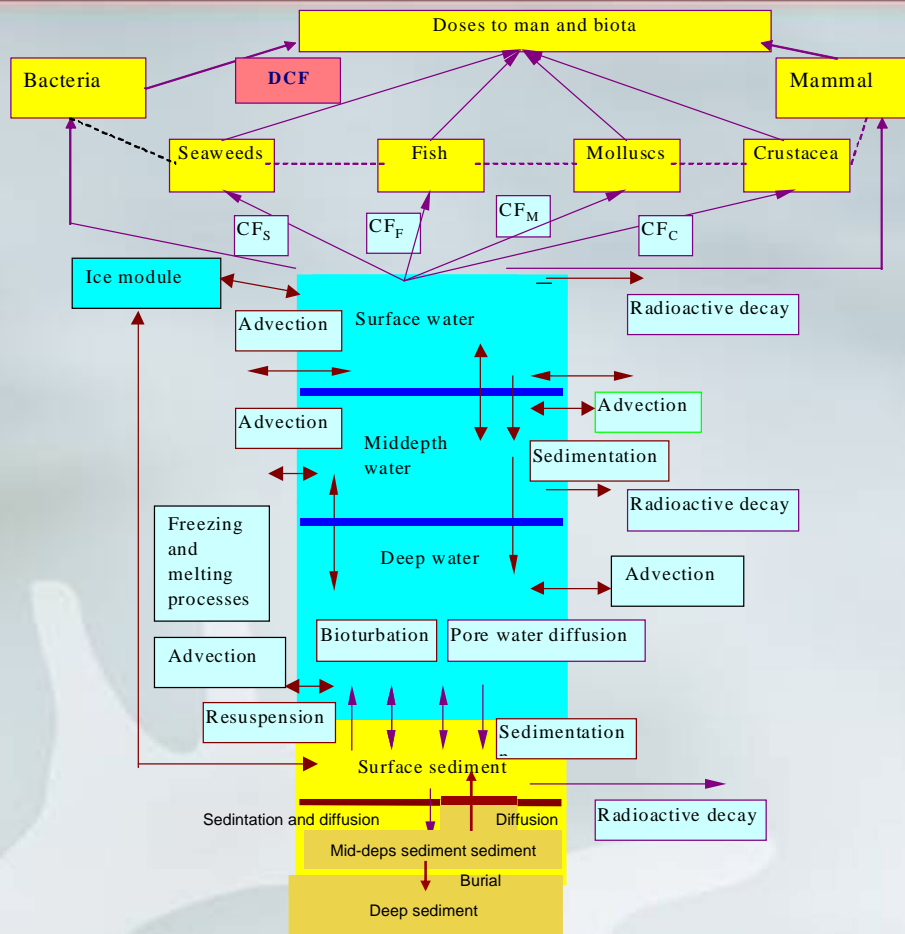 Doses to man and biota
Bacteria
DCF
Mammal
Seaweeds
Fish
Molluscs
Crustacea
CFS
CFF
CFM
CFC
Ice module
Radioactive decay
Advection
Surface water
Advection
Advection
Middepth
water
Sedimentation
Radioactive decay
Freezing
and
melting
processes
Deep water
Advection
Bioturbation
Pore water diffusion
Advection
Resuspension
Sedimentation
Surface sediment
Sedintation and diffusion
Diffusion
Radioactive decay
Mid-deps sediment sediment
Burial
Deep sediment